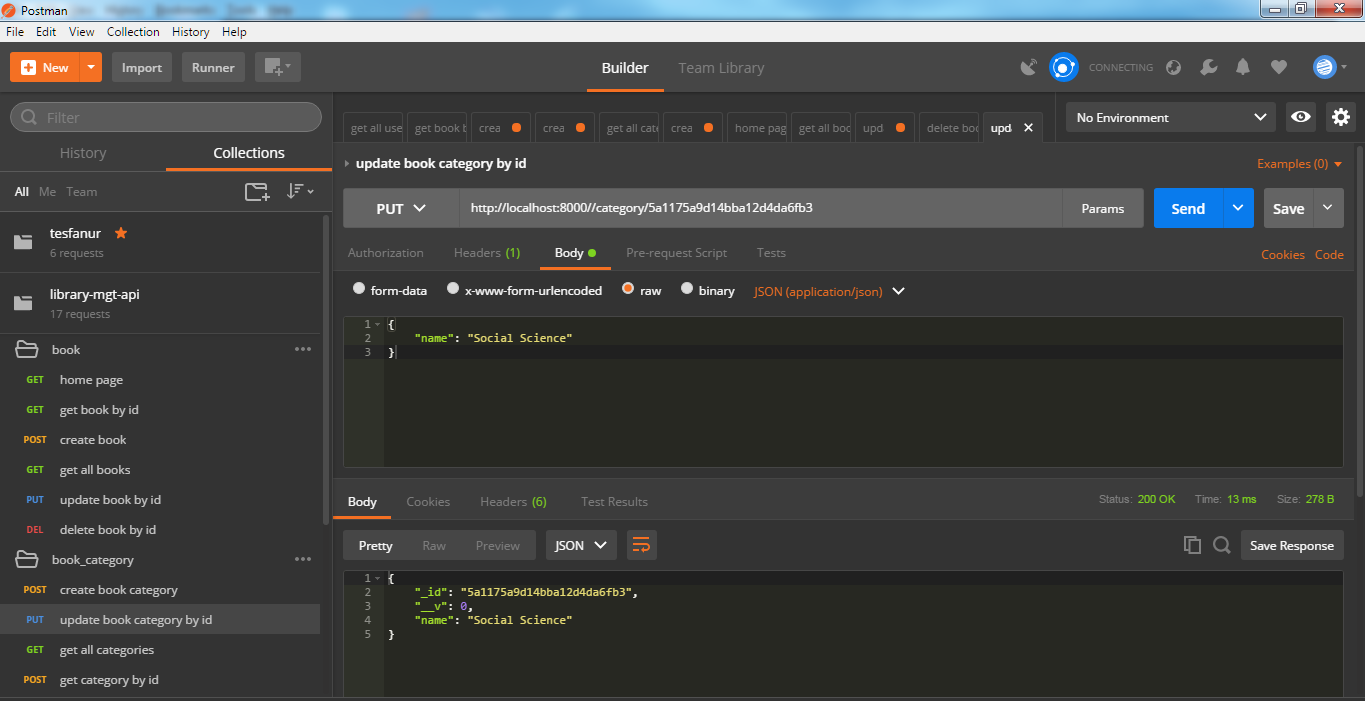 Postman
File Edit View Collection History Help
New Import Runner Builder Team Library CONNECTING
Filter
History Collections
All Me Team
tesfanur
6 requests
library-mgt-api
17 requests
book
GET home page
GET get book by id
POST create book
GET get all books
PUT update book by id
DEL delete book by id
book_category
POST create book category
PUT update book category by id
GET get all categories
POST get category by id
get all use get book b crea crea get all cate crea home pag get all boo upd delete boo upd
No Environment
update book category by id Examples (0)
PUT http://localhost:8000//category/5a1175a9d14bba12d4da6fb3 Params Send Save
Authorization Headers (1) Body Pre-request Script Tests Cookies Code
form-data x-www-form-urlencoded raw binary JSON (application/json)
1 {
2 "name": "Social Science"
3 }
Body Cookies Headers (6) Test Results Status: 200 OK Time: 13 ms Size: 278 B
Pretty Raw Preview JSON Save Response
1 {
2 "_id": "5a1175a9d14bba12d4da6fb3",
3 "__v": 0,
4 "name": "Social Science"
5 }